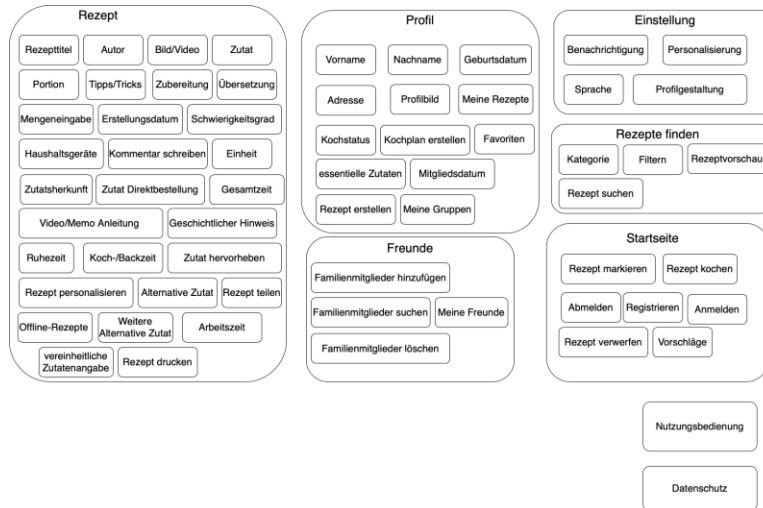 Rezept
Rezepttitel
Autor
Bild/Video
Zutat
Portion
Tipps/Tricks
Zubereitung
Übersetzung
Mengeneingabe
Erstellungsdatum
Schwierigkeitsgrad
Haushaltsgeräte
Kommentar schreiben
Einheit
Zutatsherkunft
Zutat Direktbestellung
Gesamtzeit
Video/Memo Anleitung
Geschichtlicher Hinweis
Ruhezeit
Koch-/Backzeit
Zutat hervorheben
Rezept personalisieren
Alternative Zutat
Rezept teilen
Offline-Rezepte
Weitere
Alternative Zutat
Arbeitszeit
vereinheitliche
Zutatenangabe
Rezept drucken
Profil
Vorname
Nachname
Geburtsdatum
Adresse
Profilbild
Meine Rezepte
Kochstatus
Kochplan erstellen
Favoriten
essentielle Zutaten
Mitgliedsdatum
Rezept erstellen
Meine Gruppen
Freunde
Familienmitglieder hinzufügen
Familienmitglieder suchen
Meine Freunde
Familienmitglieder löschen
Einstellung
Benachrichtigung
Personalisierung
Sprache
Profilgestaltung
Rezepte finden
Kategorie
Filtern
Rezeptvorschau
Rezept suchen
Startseite
Rezept markieren
Rezept kochen
Abmelden
Registrieren
Anmelden
Rezept verwerfen
Vorschläge
Nutzungsbedienung
Datenschutz